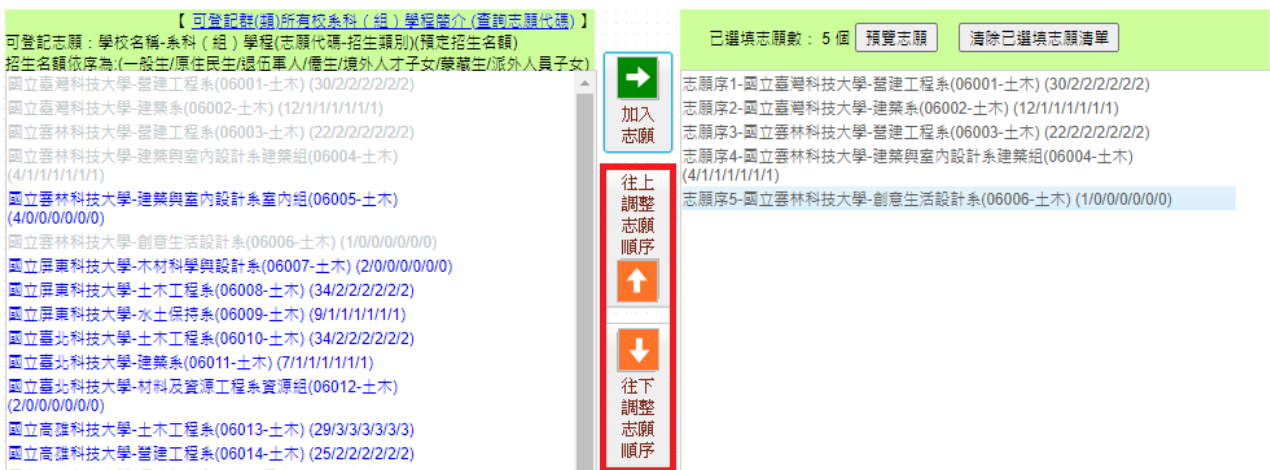 【 可登記群(類)所有校系科（組）學程簡介 (查詢志願代碼) 】
可登記志願：學校名稱-系科（組）學程(志願代碼-招生類別)(預定招生名額)
招生名額依序為:(一般生/原住民生/退伍軍人/僑生/境外人才子女/蒙藏生/派外人員子女)
國立臺灣科技大學-營建工程系(06001-土木) (30/2/2/2/2/2/2)
國立臺灣科技大學-建築系(06002-土木) (12/1/1/1/1/1/1)
國立雲林科技大學-營建工程系(06003-土木) (22/2/2/2/2/2/2)
國立雲林科技大學-建築與室內設計系建築組(06004-土木)
(4/1/1/1/1/1/1)
國立雲林科技大學-建築與室內設計系室內組(06005-土木)
(4/0/0/0/0/0/0)
國立雲林科技大學-創意生活設計系(06006-土木) (1/0/0/0/0/0/0)
國立屏東科技大學-木材科學與設計系(06007-土木) (2/0/0/0/0/0/0)
國立屏東科技大學-土木工程系(06008-土木) (34/2/2/2/2/2/2)
國立屏東科技大學-水土保持系(06009-土木) (9/1/1/1/1/1/1)
國立臺北科技大學-土木工程系(06010-土木) (34/2/2/2/2/2/2)
國立臺北科技大學-建築系(06011-土木) (7/1/1/1/1/1/1)
國立臺北科技大學-材料及資源工程系資源組(06012-土木)
(2/0/0/0/0/0/0)
國立高雄科技大學-土木工程系(06013-土木) (29/3/3/3/3/3/3)
國立高雄科技大學-營建工程系(06014-土木) (25/2/2/2/2/2/2)
加入
志願
往上
調整
志願
順序
往下
調整
志願
順序
已選填志願數： 5 個 預覽志願 清除已選填志願清單
志願序1-國立臺灣科技大學-營建工程系(06001-土木) (30/2/2/2/2/2/2)
志願序2-國立臺灣科技大學-建築系(06002-土木) (12/1/1/1/1/1/1)
志願序3-國立雲林科技大學-營建工程系(06003-土木) (22/2/2/2/2/2/2)
志願序4-國立雲林科技大學-建築與室內設計系建築組(06004-土木)
(4/1/1/1/1/1/1)
志願序5-國立雲林科技大學-創意生活設計系(06006-土木) (1/0/0/0/0/0/0)